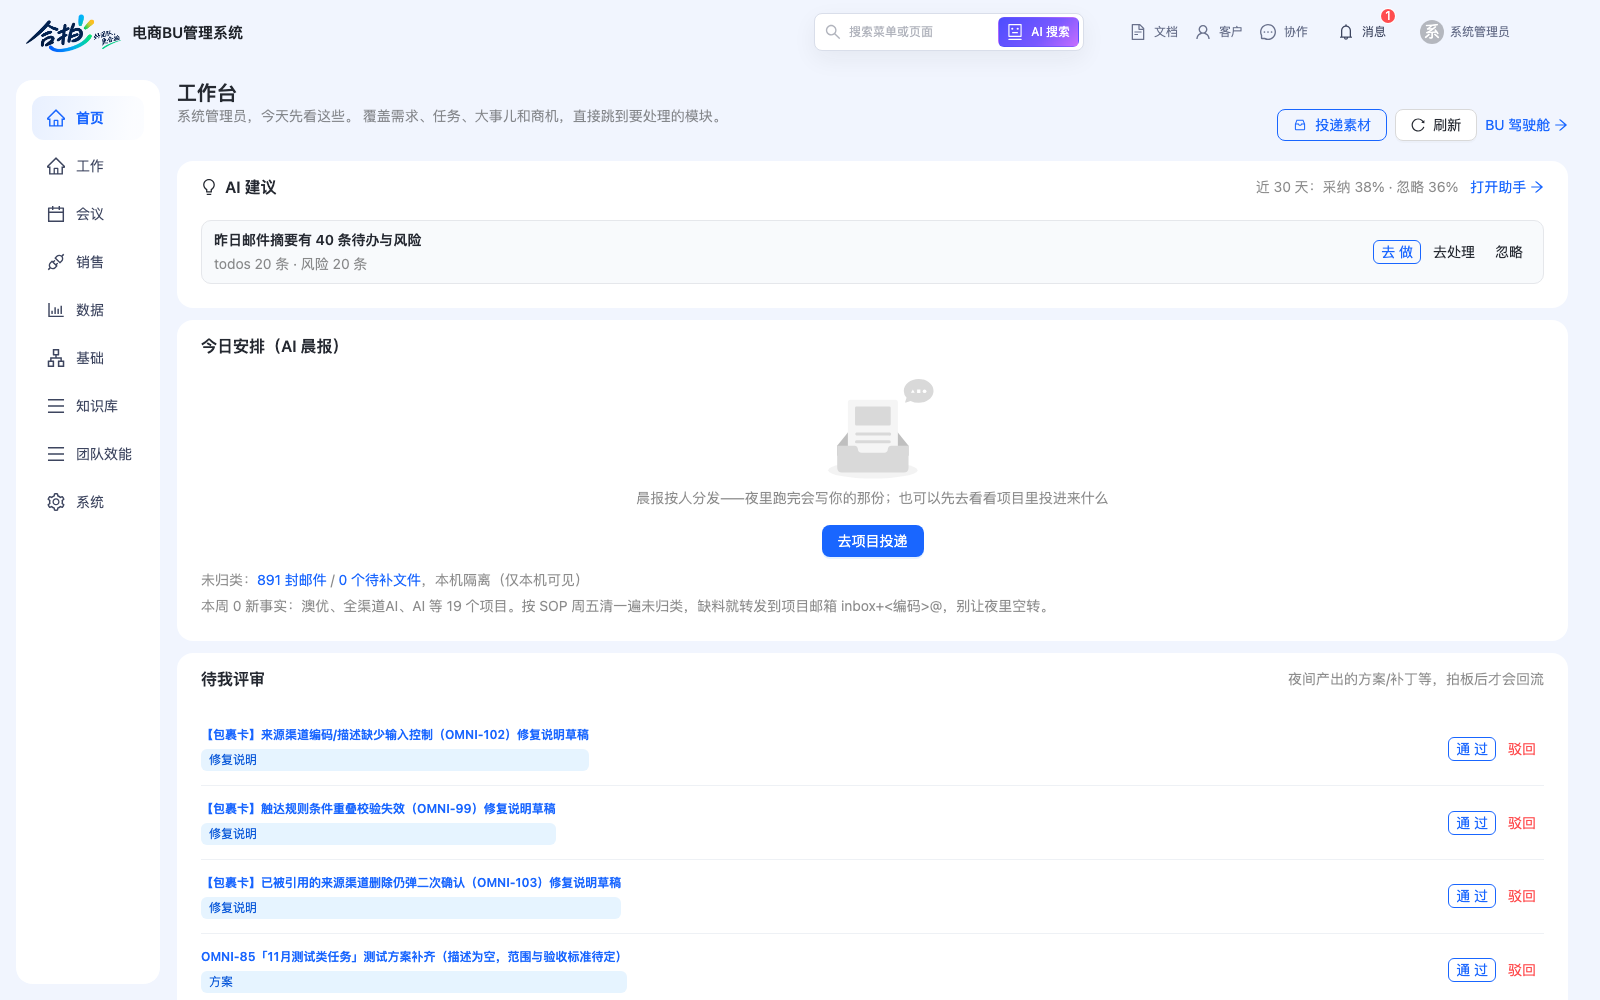 合拍
电商BU管理系统
搜索菜单或页面
AI 搜索
文档
客户
协作
消息
1
系
系统管理员
首页
工作
会议
销售
数据
基础
知识库
团队效能
系统
工作台
系统管理员，今天先看这些。 覆盖需求、任务、大事儿和商机，直接跳到要处理的模块。
投递素材
刷新
BU 驾驶舱
AI 建议
近 30 天：采纳 38% · 忽略 36%
打开助手
昨日邮件摘要有 40 条待办与风险
todos 20 条 · 风险 20 条
去 做
去处理
忽略
今日安排（AI 晨报）
晨报按人分发——夜里跑完会写你的那份；也可以先去看看项目里投进来什么
去项目投递
未归类：891 封邮件 / 0 个待补文件，本机隔离（仅本机可见）
本周 0 新事实：澳优、全渠道AI、AI 等 19 个项目。按 SOP 周五清一遍未归类，缺料就转发到项目邮箱 inbox+<编码>@，别让夜里空转。
待我评审
夜间产出的方案/补丁等，拍板后才会回流
【包裹卡】来源渠道编码/描述缺少输入控制（OMNI-102）修复说明草稿
修复说明
通 过
驳回
【包裹卡】触达规则条件重叠校验失效（OMNI-99）修复说明草稿
修复说明
通 过
驳回
【包裹卡】已被引用的来源渠道删除仍弹二次确认（OMNI-103）修复说明草稿
修复说明
通 过
驳回
OMNI-85「11月测试类任务」测试方案补齐（描述为空，范围与验收标准待定）
方案
通 过
驳回